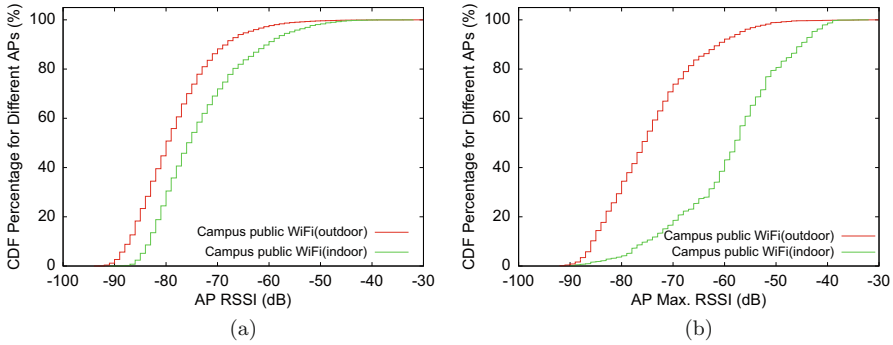 CDF Percentage for Different APs (%)
100
80
60
40
20
0
Campus public WiFi(outdoor)
Campus public WiFi(indoor)
-100
-90
-80
-70
-60
-50
-40
-30
AP RSSI (dB)
(a)
CDF Percentage for Different APs (%)
100
80
60
40
20
0
Campus public WiFi(outdoor)
Campus public WiFi(indoor)
-100
-90
-80
-70
-60
-50
-40
-30
AP Max. RSSI (dB)
(b)